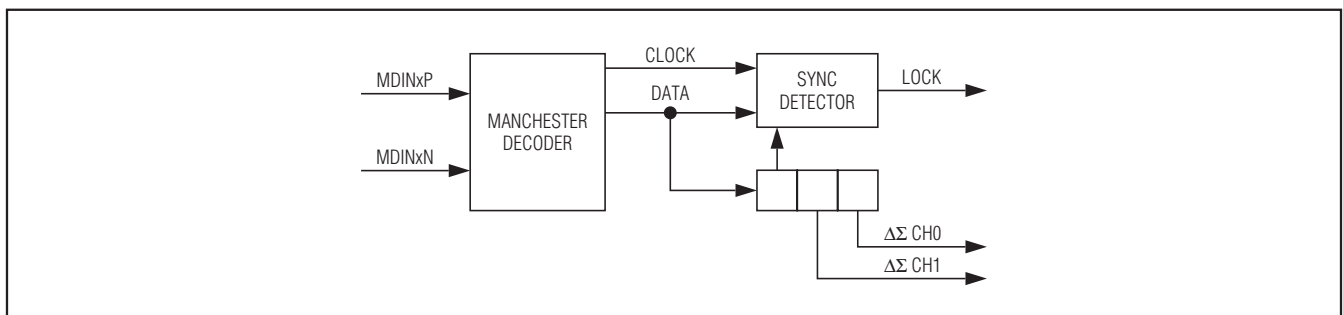 MDINxP
MDINxN
MANCHESTER
DECODER
CLOCK
DATA
SYNC
DETECTOR
LOCK
ΔΣ CH0
ΔΣ CH1